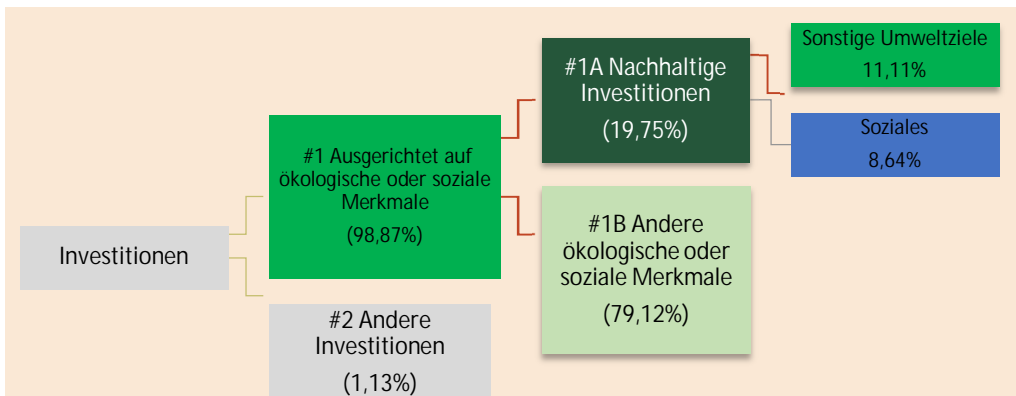 Investitionen
#1 Ausgerichtet auf
ökologische oder soziale
Merkmale
(98,87%)
#2 Andere
Investitionen
(1,13%)
#1A Nachhaltige
Investitionen
(19,75%)
#1B Andere
ökologische oder
soziale Merkmale
(79,12%)
Sonstige Umweltziele
11,11%
Soziales
8,64%